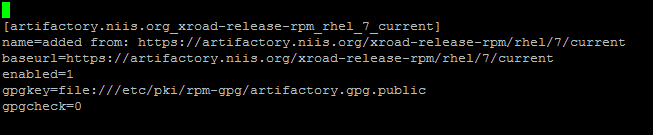 [artifactory.niis.org_xroad-release-rpm_rhel_7_current]
name=added from: https://artifactory.niis.org/xroad-release-rpm/rhel/7/current
baseurl=https://artifactory.niis.org/xroad-release-rpm/rhel/7/current
enabled=1
gpgkey=file:///etc/pki/rpm-gpg/artifactory.gpg.public
gpgcheck=0